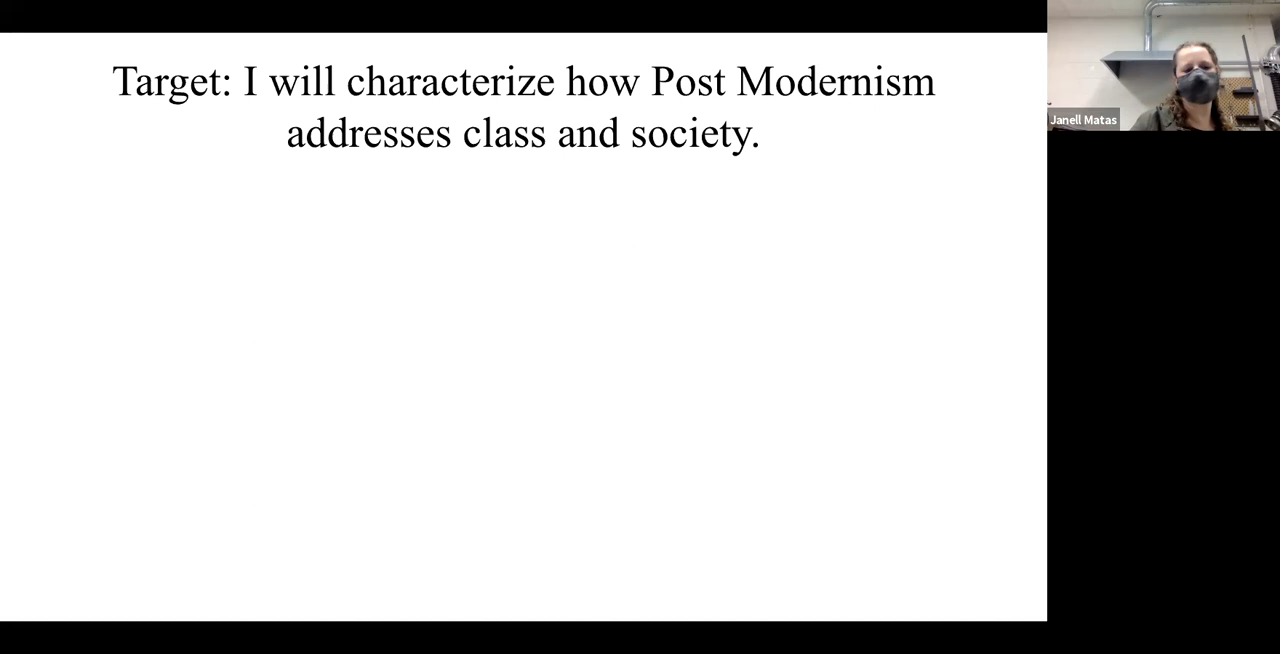 Target: I will characterize how Post Modernism
addresses class and society.
Janell Matas